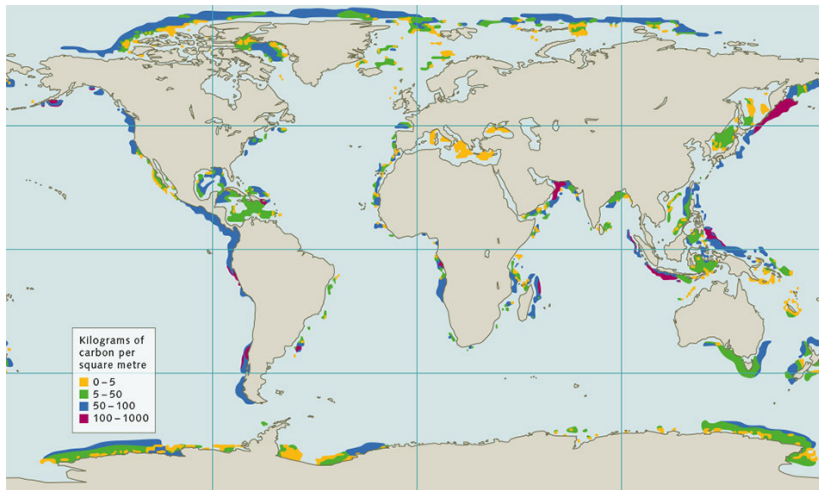 Kilograms of
carbon per
square metre
0–5
5–50
50–100
100–1000